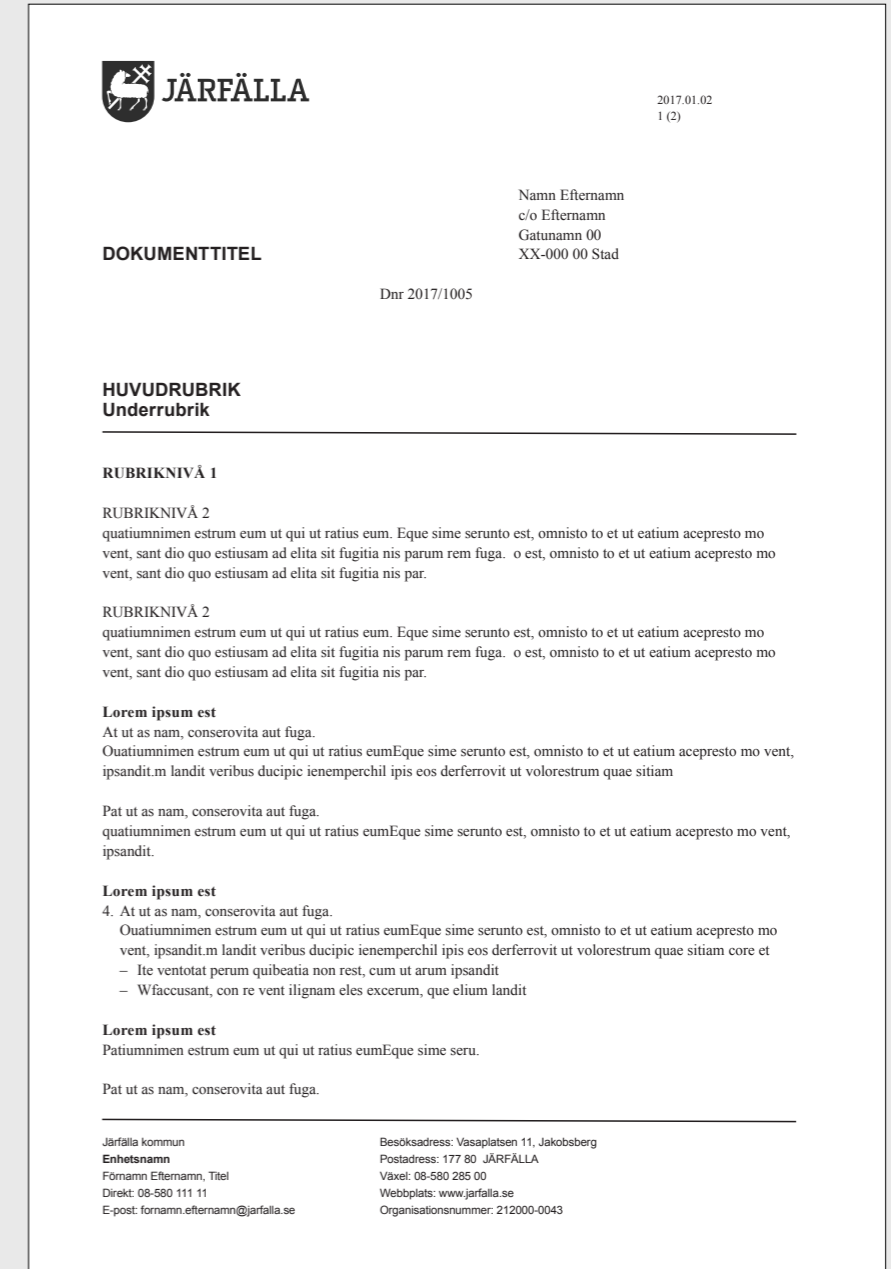 JÄRFÄLLA
2017.01.02
1 (2)
Namn Efternamn
c/o Efternamn
Gatunamn 00
XX-000 00 Stad
DOKUMENTTITEL
Dnr 2017/1005
HUVUDRUBRIK
Underrubrik
RUBRIKNIVÅ 1
RUBRIKNIVÅ 2
quatiumnimen estrum eum ut qui ut ratius eum. Eque sime serunto est, omnisto to et ut eatium acepresto mo
vent, sant dio quo estiusam ad elita sit fugitia nis parum rem fuga.  o est, omnisto to et ut eatium acepresto mo
vent, sant dio quo estiusam ad elita sit fugitia nis par.
RUBRIKNIVÅ 2
quatiumnimen estrum eum ut qui ut ratius eum. Eque sime serunto est, omnisto to et ut eatium acepresto mo
vent, sant dio quo estiusam ad elita sit fugitia nis parum rem fuga.  o est, omnisto to et ut eatium acepresto mo
vent, sant dio quo estiusam ad elita sit fugitia nis par.
Lorem ipsum est
At ut as nam, conserovita aut fuga.
Ouatiumnimen estrum eum ut qui ut ratius eumEque sime serunto est, omnisto to et ut eatium acepresto mo vent,
ipsandit.m landit veribus ducipic ienemperchil ipis eos derferrovit ut volorestrum quae sitiam
Pat ut as nam, conserovita aut fuga.
quatiumnimen estrum eum ut qui ut ratius eumEque sime serunto est, omnisto to et ut eatium acepresto mo vent,
ipsandit.
Lorem ipsum est
4. At ut as nam, conserovita aut fuga.
Ouatiumnimen estrum eum ut qui ut ratius eumEque sime serunto est, omnisto to et ut eatium acepresto mo
vent, ipsandit.m landit veribus ducipic ienemperchil ipis eos derferrovit ut volorestrum quae sitiam core et
– Ite ventotat perum quibeatia non rest, cum ut arum ipsandit
– Wfaccusant, con re vent ilignam eles excerum, que elium landit
Lorem ipsum est
Patiumnimen estrum eum ut qui ut ratius eumEque sime seru.
Pat ut as nam, conserovita aut fuga.
Järfälla kommun
Enhetsnamn
Förnamn Efternamn, Titel
Direkt: 08-580 111 11
E-post: fornamn.efternamn@jarfalla.se
Besöksadress: Vasaplatsen 11, Jakobsberg
Postadress: 177 80  JÄRFÄLLA
Växel: 08-580 285 00
Webbplats: www.jarfalla.se
Organisationsnummer: 212000-0043